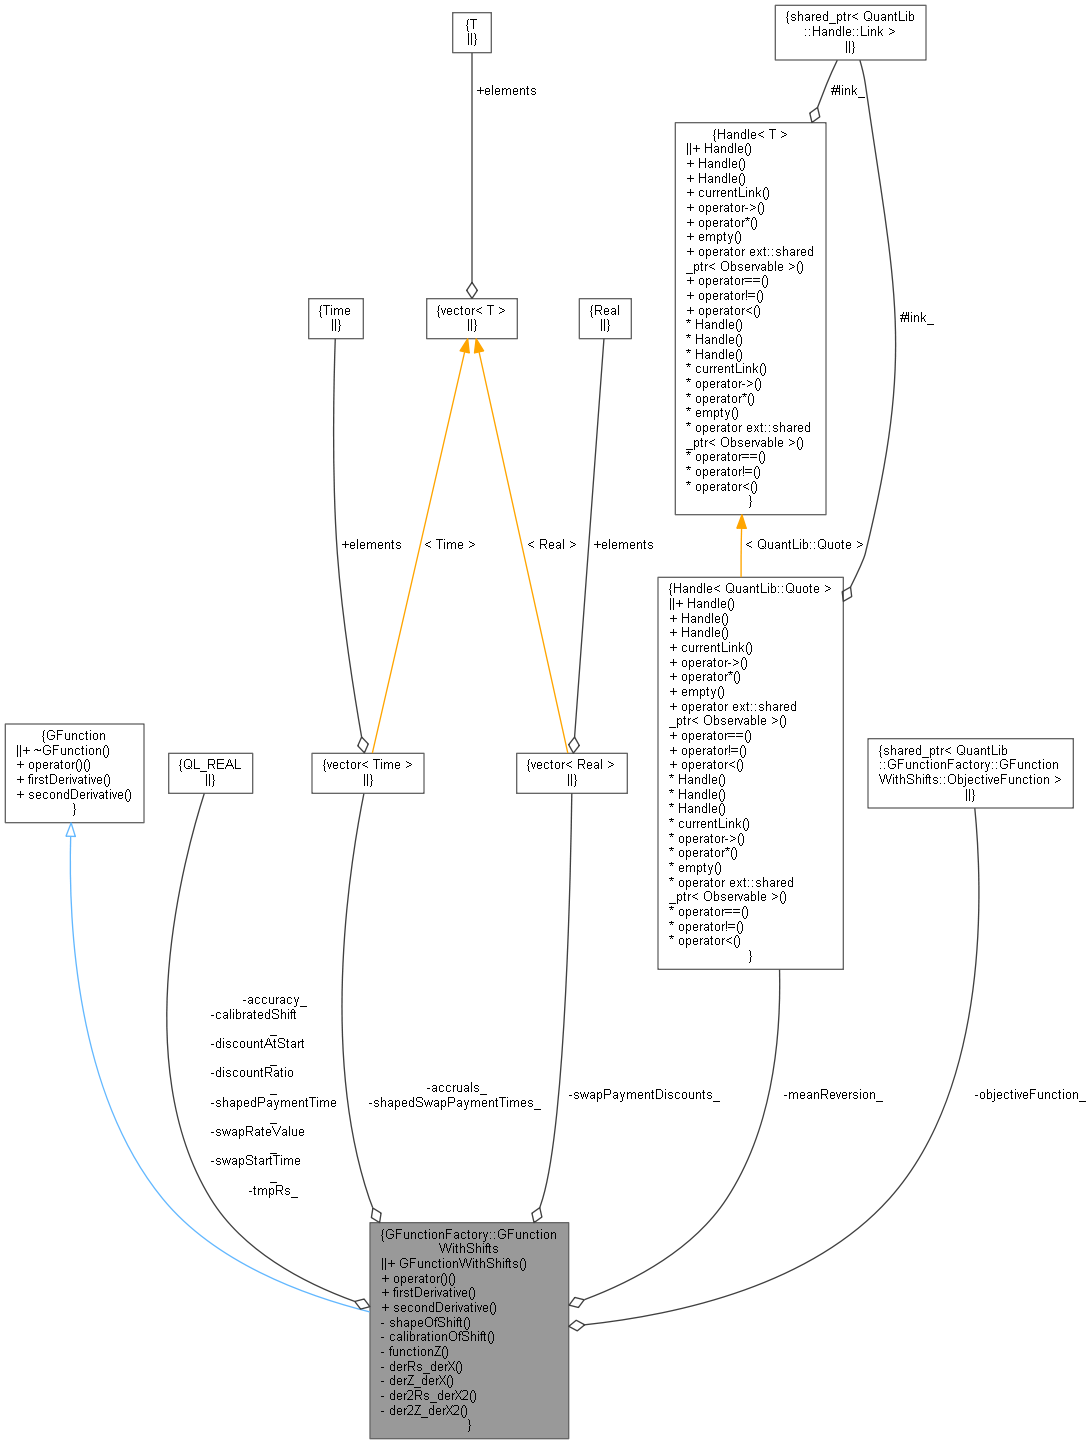 {T
||}
{shared_ptr< QuantLib
::Handle::Link >
||}
+elements
#link_
{Handle< T >
||+ Handle()
+ Handle()
+ Handle()
+ currentLink()
+ operator->()
+ operator*()
+ empty()
+ operator ext::shared
_ptr< Observable >()
+ operator==()
+ operator!=()
+ operator<()
* Handle()
* Handle()
* Handle()
* currentLink()
* operator->()
* operator*()
* empty()
* operator ext::shared
_ptr< Observable >()
* operator==()
* operator!=()
* operator<()
}
#link_
{Time
||}
{vector< T >
||}
{Real
||}
+elements
< Time >
< Real >
+elements
< QuantLib::Quote >
{Handle< QuantLib::Quote >
||+ Handle()
+ Handle()
+ Handle()
+ currentLink()
+ operator->()
+ operator*()
+ empty()
+ operator ext::shared
_ptr< Observable >()
+ operator==()
+ operator!=()
+ operator<()
* Handle()
* Handle()
* Handle()
* currentLink()
* operator->()
* operator*()
* empty()
* operator ext::shared
_ptr< Observable >()
* operator==()
* operator!=()
* operator<()
}
{GFunction
||+ ~GFunction()
+ operator()()
+ firstDerivative()
+ secondDerivative()
}
{QL_REAL
||}
{vector< Time >
||}
{vector< Real >
||}
{shared_ptr< QuantLib
::GFunctionFactory::GFunction
WithShifts::ObjectiveFunction >
||}
-accuracy_
-calibratedShift
_
-discountAtStart
_
-discountRatio
_
-shapedPaymentTime
_
-swapRateValue
_
-swapStartTime
_
-tmpRs_
-accruals_
-shapedSwapPaymentTimes_
-swapPaymentDiscounts_
-meanReversion_
-objectiveFunction_
{GFunctionFactory::GFunction
WithShifts
||+ GFunctionWithShifts()
+ operator()()
+ firstDerivative()
+ secondDerivative()
- shapeOfShift()
- calibrationOfShift()
- functionZ()
- derRs_derX()
- derZ_derX()
- der2Rs_derX2()
- der2Z_derX2()
}